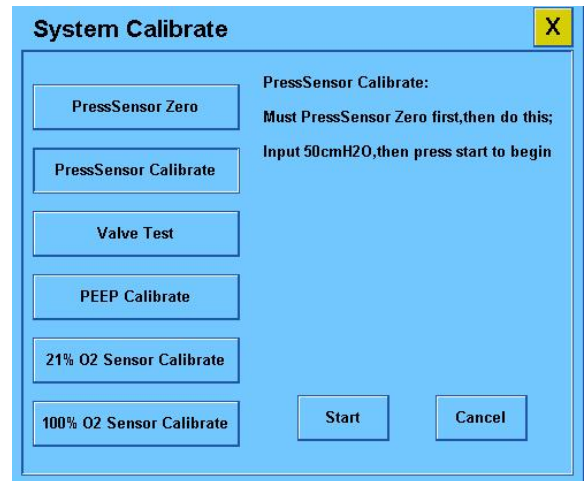 System Calibrate
X
PressSensor Zero
PressSensor Calibrate
Valve Test
PEEP Calibrate
21% O2 Sensor Calibrate
100% O2 Sensor Calibrate
PressSensor Calibrate:
Must PressSensor Zero first,then do this;
Input 50cmH2O,then press start to begin
Start
Cancel